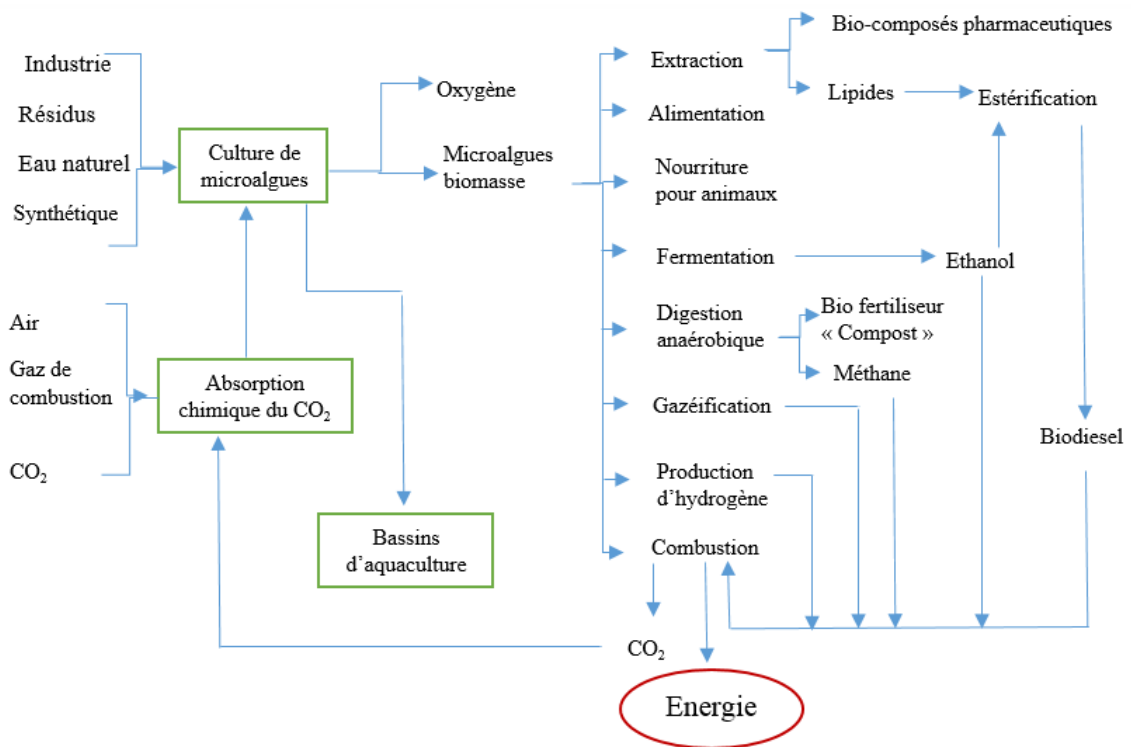 Industrie
Résidus
Eau naturel
Synthétique
Culture de
microalgues
Oxygène
Microalgues
biomasse
Air
Gaz de
combustion
CO₂
Absorption
chimique du CO₂
Bassins
d'aquaculture
Extraction
Bio-composés pharmaceutiques
Lipides
Estérification
Alimentation
Nourriture
pour animaux
Fermentation
Ethanol
Digestion
anaérobique
Bio fertiliseur
« Compost »
Méthane
Gazéification
Biodiesel
Production
d'hydrogène
Combustion
CO₂
Energie